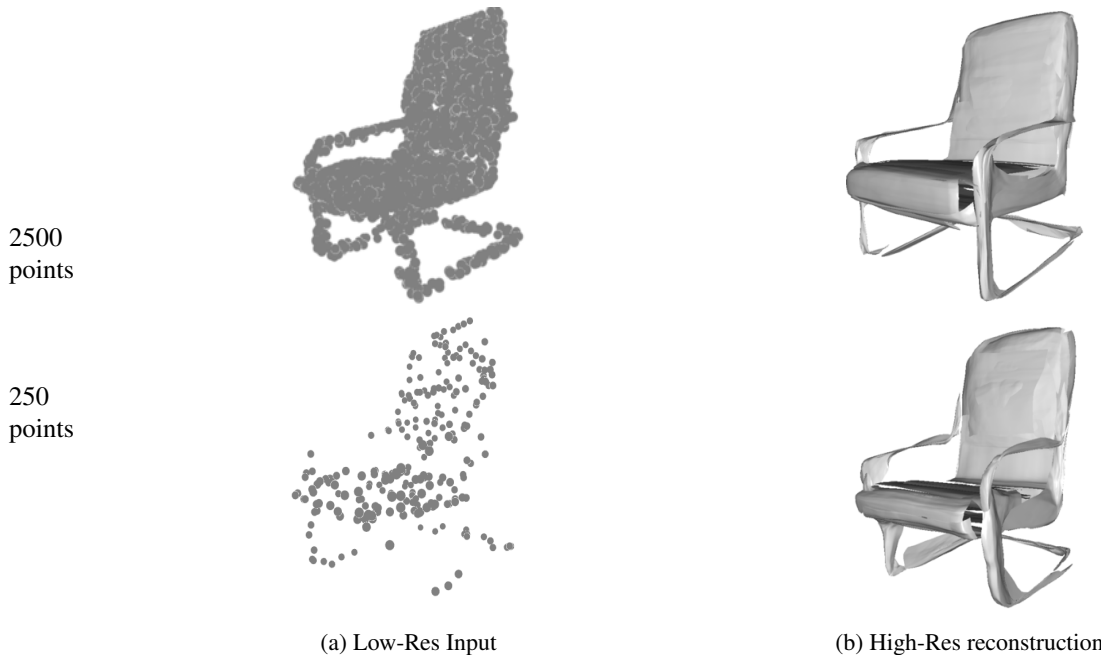 2500
points
250
points
(a) Low-Res Input
(b) High-Res reconstruction